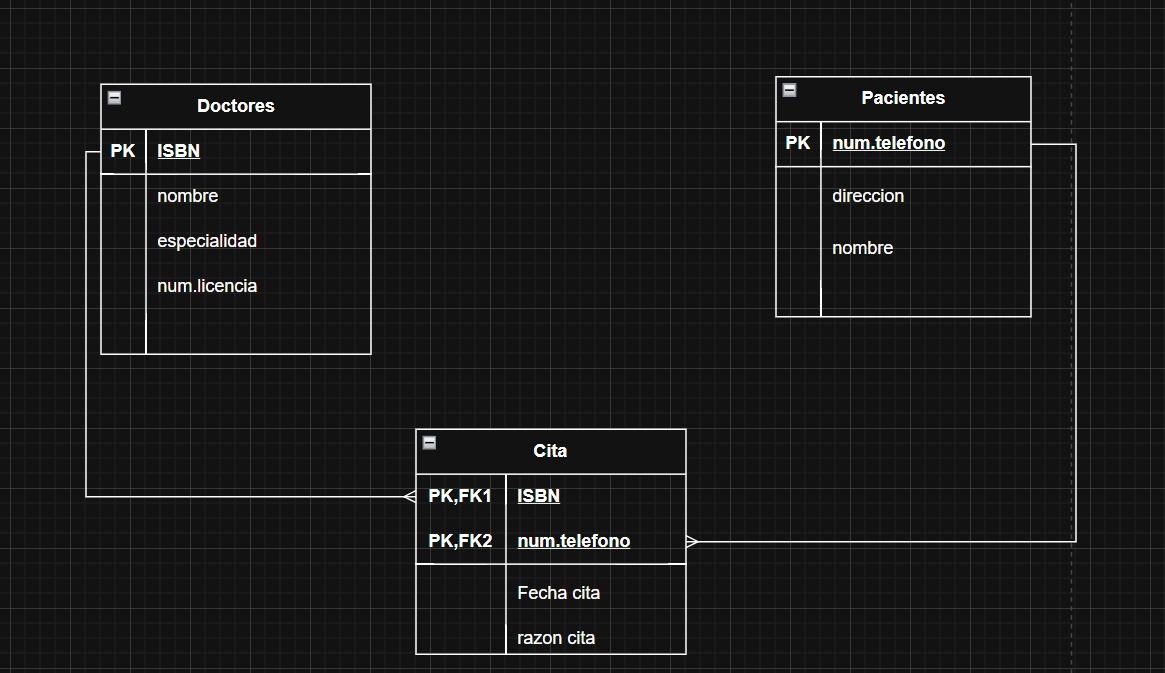 Doctores
PK ISBN
nombre
especialidad
num.licencia
Pacientes
PK num.telefono
direccion
nombre
Cita
PK,FK1 ISBN
PK,FK2 num.telefono
Fecha cita
razon cita